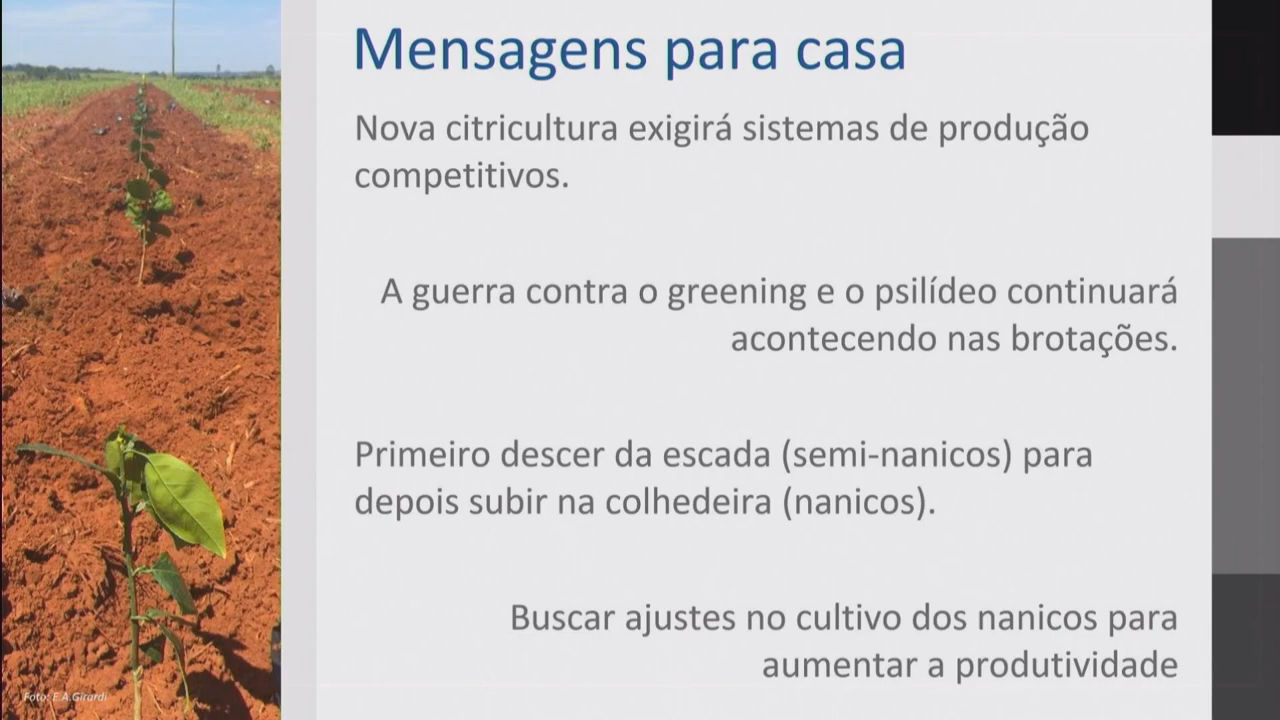 Mensagens para casa
Nova citricultura exigirá sistemas de produção
competitivos.
A guerra contra o greening e o psilídeo continuará
acontecendo nas brotações.
Primeiro descer da escada (semi-nanicos) para
depois subir na colhedeira (nanicos).
Buscar ajustes no cultivo dos nanicos para
aumentar a produtividade
Foto: E.A.Girardi